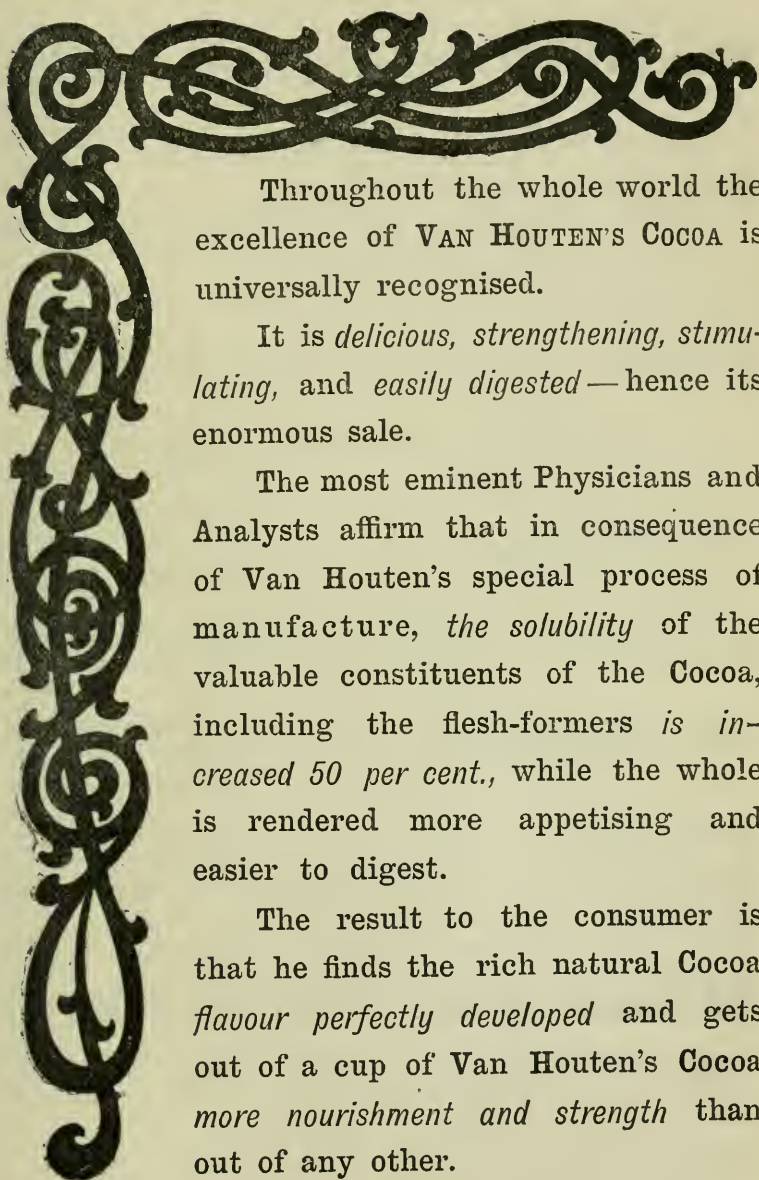 Throughout the whole world the
excellence of VAN HOUTEN'S COCOA is
universally recognised.
It is delicious, strengthening, stimu-
lating, and easily digested — hence its
enormous sale.
The most eminent Physicians and
Analysts affirm that in consequence
of Van Houten's special process of
manufacture, the solubility of the
valuable constituents of the Cocoa,
including the flesh-formers is in-
creased 50 per cent., while the whole
is rendered more appetising and
easier to digest.
The result to the consumer is
that he finds the rich natural Cocoa
flavour perfectly developed and gets
out of a cup of Van Houten's Cocoa
more nourishment and strength than
out of any other.